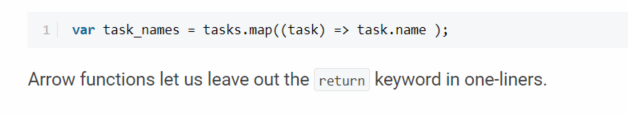 1 var task_names = tasks.map((task) => task.name );
Arrow functions let us leave out the return keyword in one-liners.